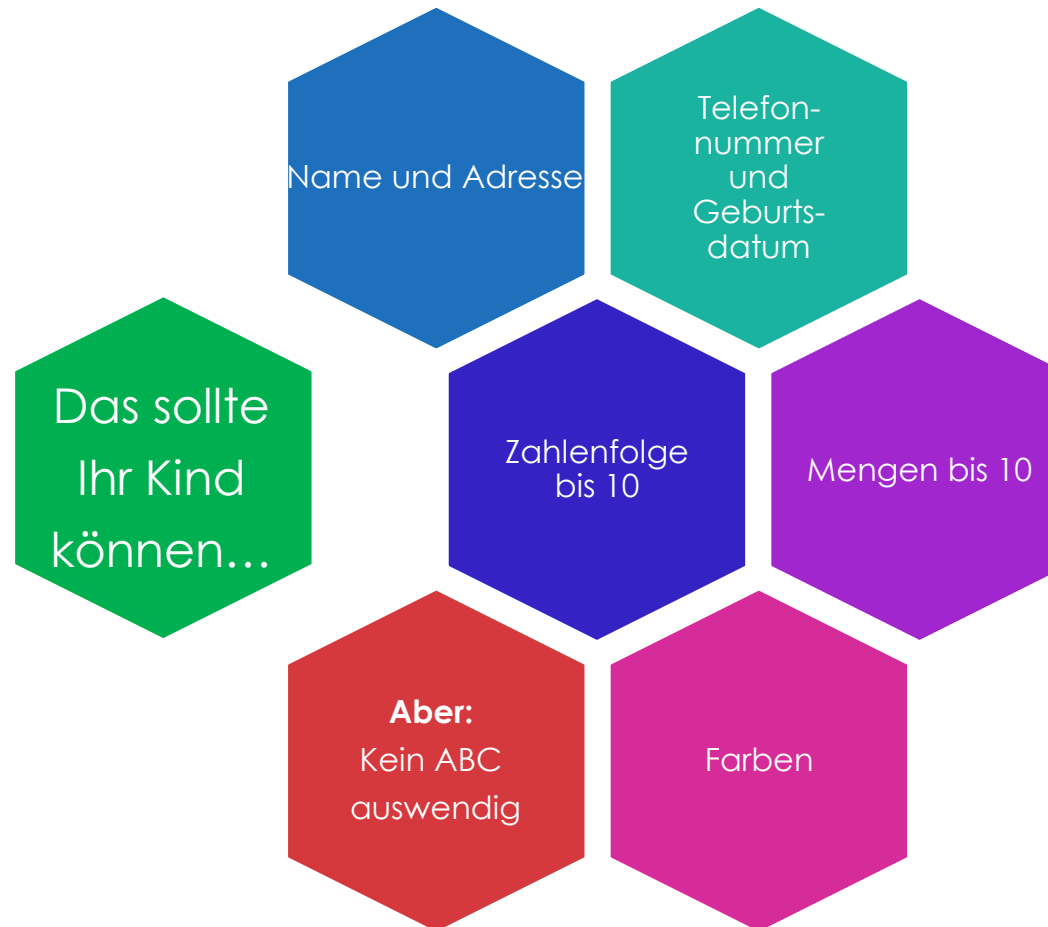 Name und Adresse
Telefon-
nummer
und
Geburts-
datum
Das sollte
Ihr Kind
können…
Zahlenfolge
bis 10
Mengen bis 10
Aber:
Kein ABC
auswendig
Farben